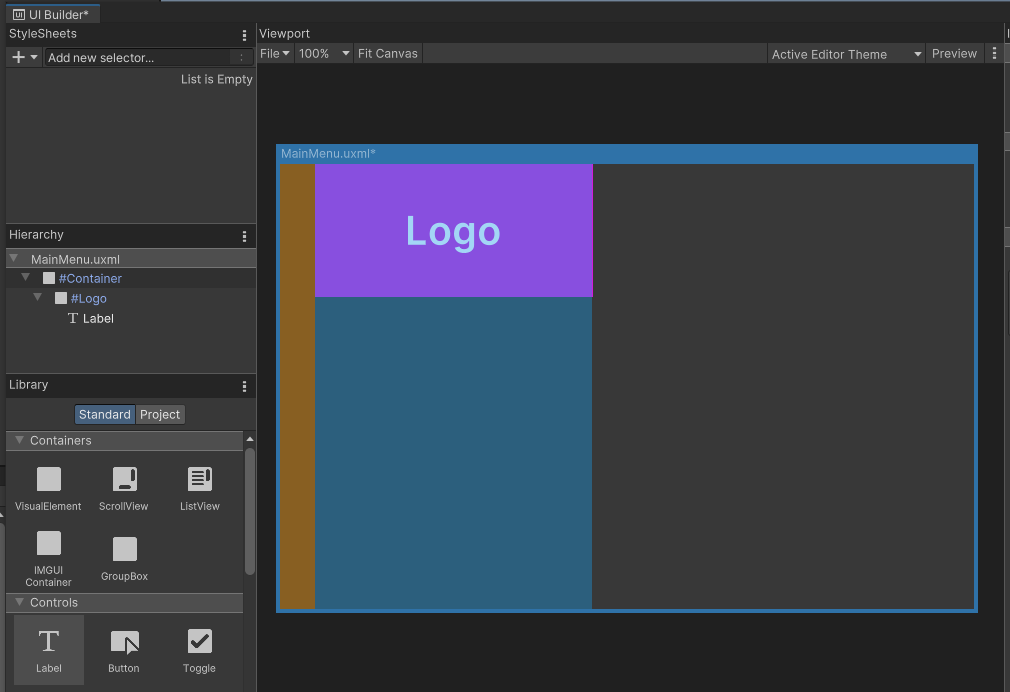 UI Builder*
StyleSheets
Add new selector...
List is Empty
Hierarchy
MainMenu.uxml
#Container
#Logo
Label
Library
Standard Project
Containers
VisualElement ScrollView ListView
IMGUI
Container
GroupBox
Controls
Label Button Toggle
Viewport
File 100% Fit Canvas Active Editor Theme Preview
MainMenu.uxml*
Logo